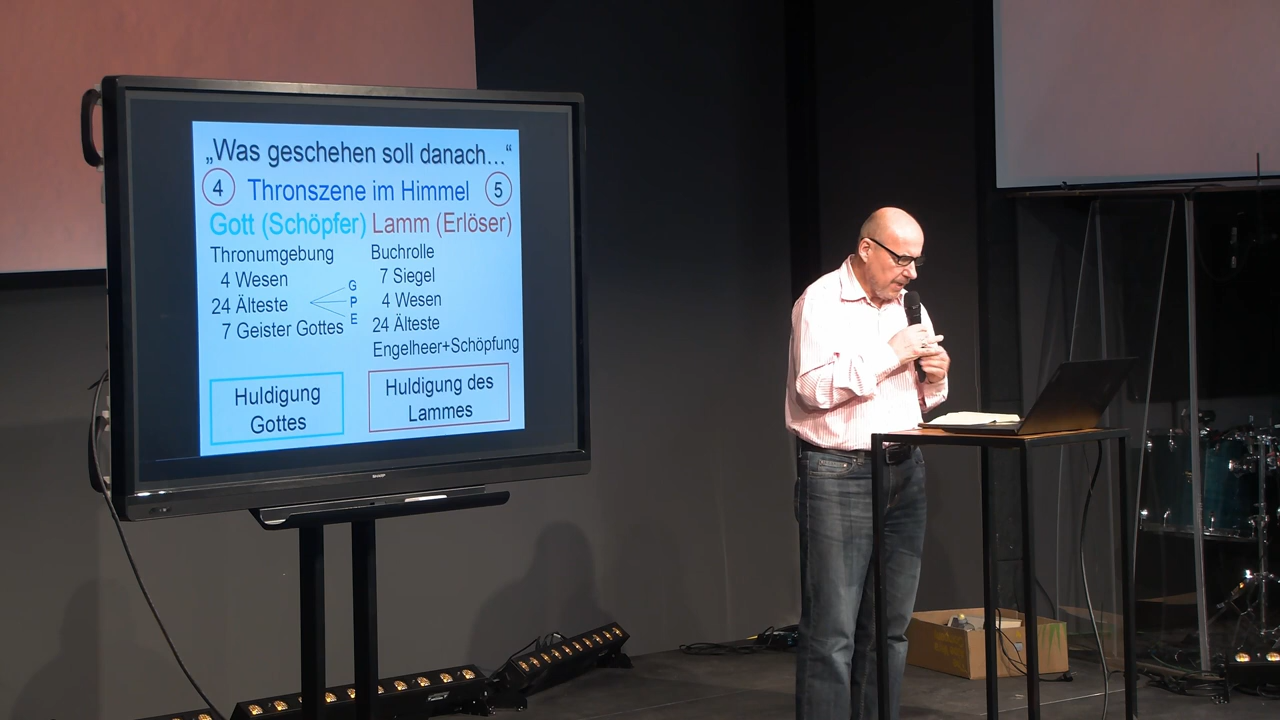 „Was geschehen soll danach...“
4 Thronszene im Himmel 5
Gott (Schöpfer) Lamm (Erlöser)
Thronumgebung
4 Wesen
24 Älteste
7 Geister Gottes
G
P
E
Buchrolle
7 Siegel
4 Wesen
24 Älteste
Engelheer+Schöpfung
Huldigung
Gottes
Huldigung des
Lammes
SHARP